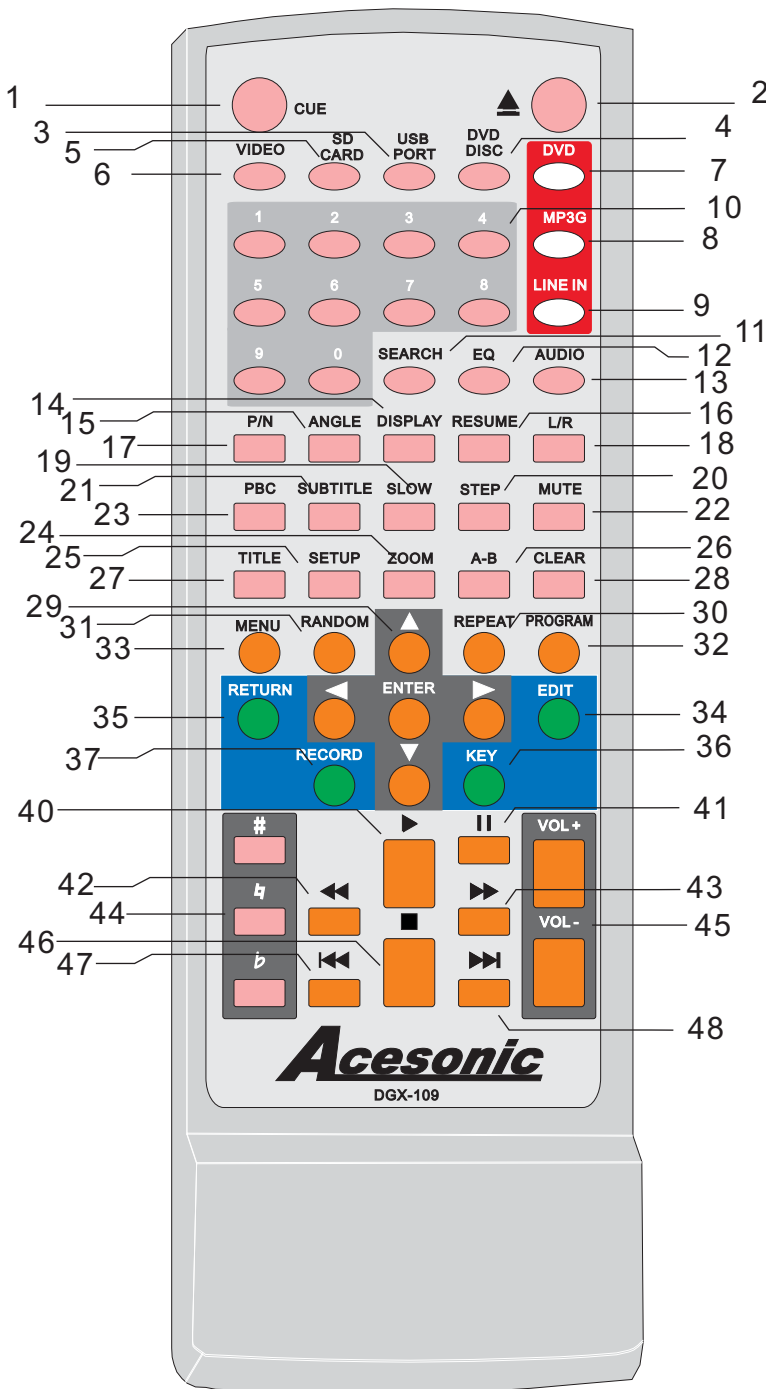 1 CUE 2
3 SD USB DVD 4
5 VIDEO CARD PORT DISC DVD
6 7
1 2 3 4 10 MP3G
8
5 6 7 8 LINE IN 9
9 0 SEARCH EQ AUDIO 11
12
13
14
15 P/N ANGLE DISPLAY RESUME L/R 16
17 18
19 20
21 PBC SUBTITLE SLOW STEP MUTE
23 22
24
25 TITLE SETUP ZOOM A-B CLEAR 26
27 28
29 30
31 MENU RANDOM REPEAT PROGRAM
33 32
RETURN ENTER EDIT
35 34
37 RECORD KEY 36
40 41
# VOL+
42 43
44 ♮ VOL- 45
46
47 ♭
48
Acesonic
DGX-109